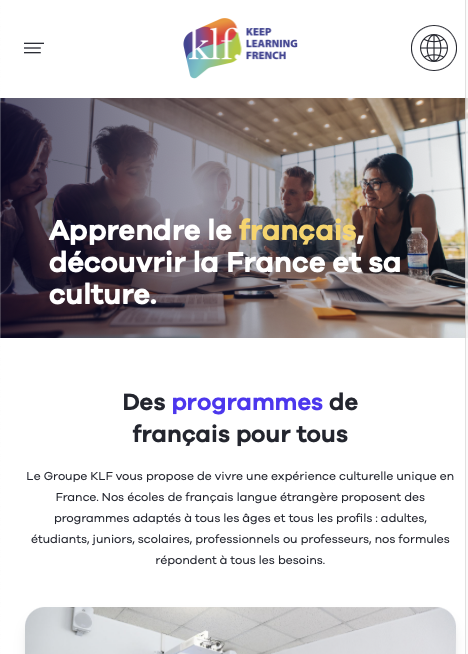 klf.
KEEP
LEARNING
FRENCH
Apprendre le français,
découvrir la France et sa
culture.
Des programmes de
français pour tous
Le Groupe KLF vous propose de vivre une expérience culturelle unique en
France. Nos écoles de français langue étrangère proposent des
programmes adaptés à tous les âges et tous les profils : adultes,
étudiants, juniors, scolaires, professionnels ou professeurs, nos formules
répondent à tous les besoins.